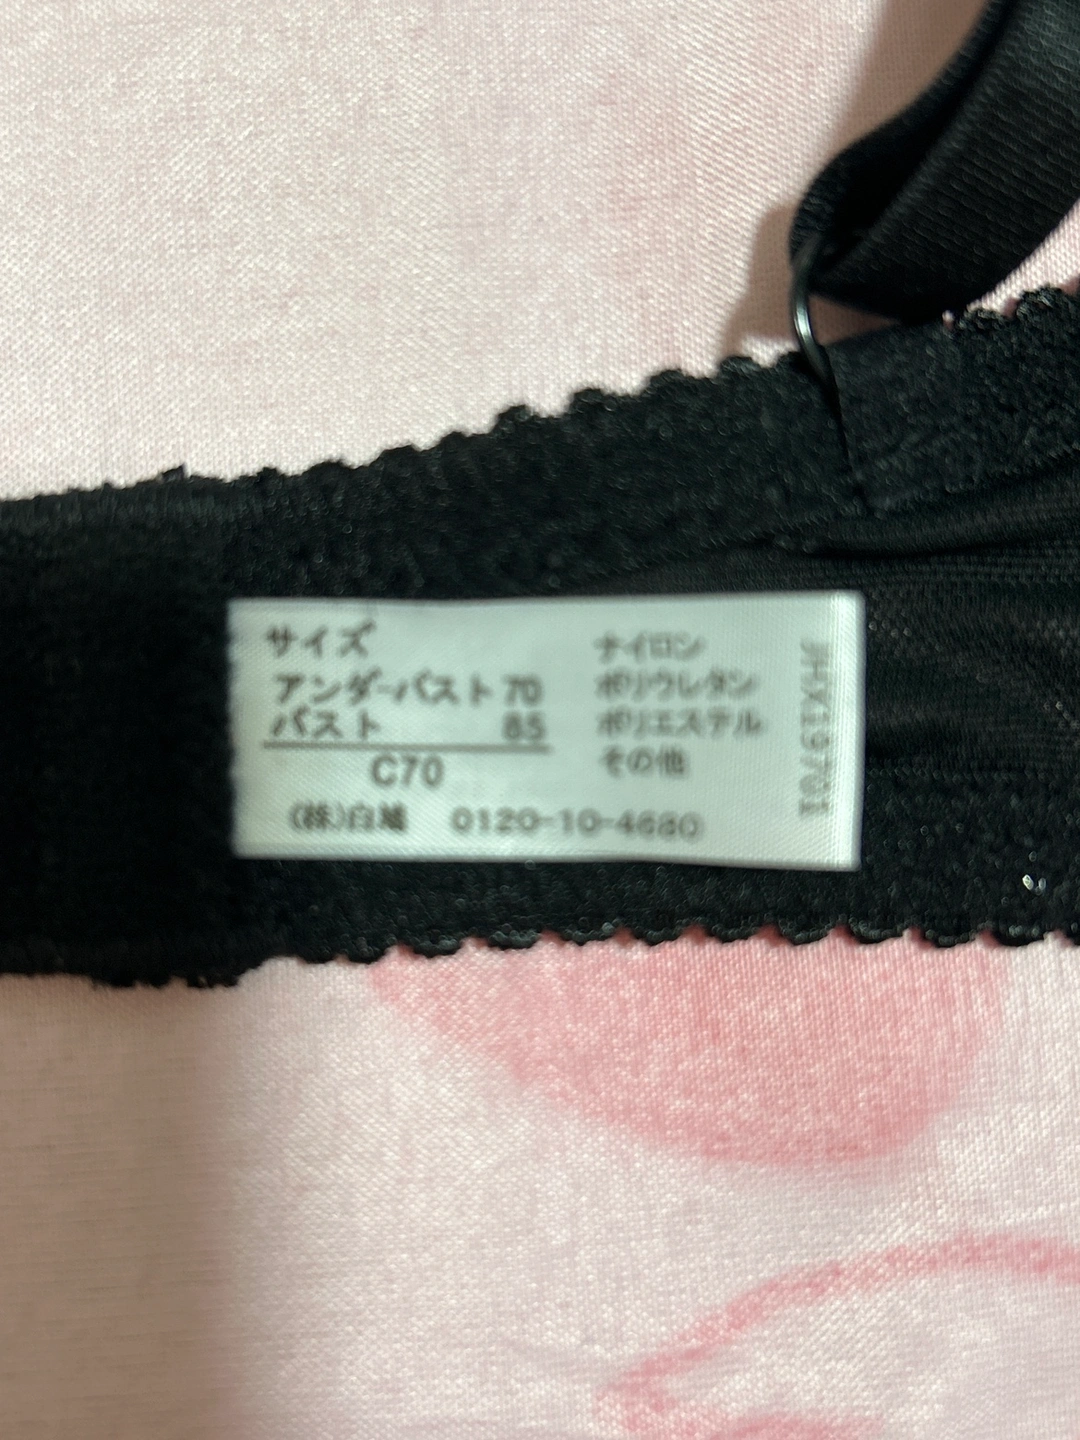 サイズ
アンダーバスト 70
バスト 85
C70
(株)白鳩 0120-10-4680
ナイロン
ポリウレタン
ポリエステル
その他
JHX19701